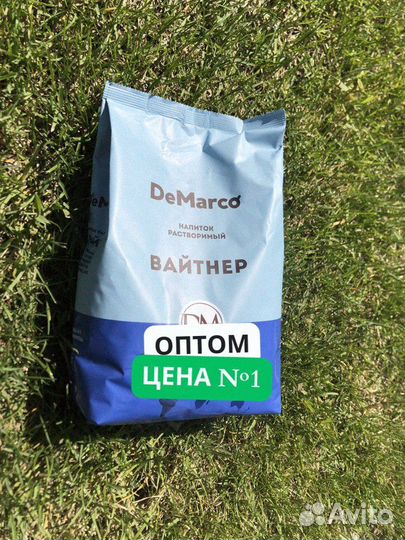 DeMarco
НАПИТОК
РАСТВОРИМЫЙ
ВАЙТНЕР
DM
ОПТОМ
ЦЕНА №1
Avito